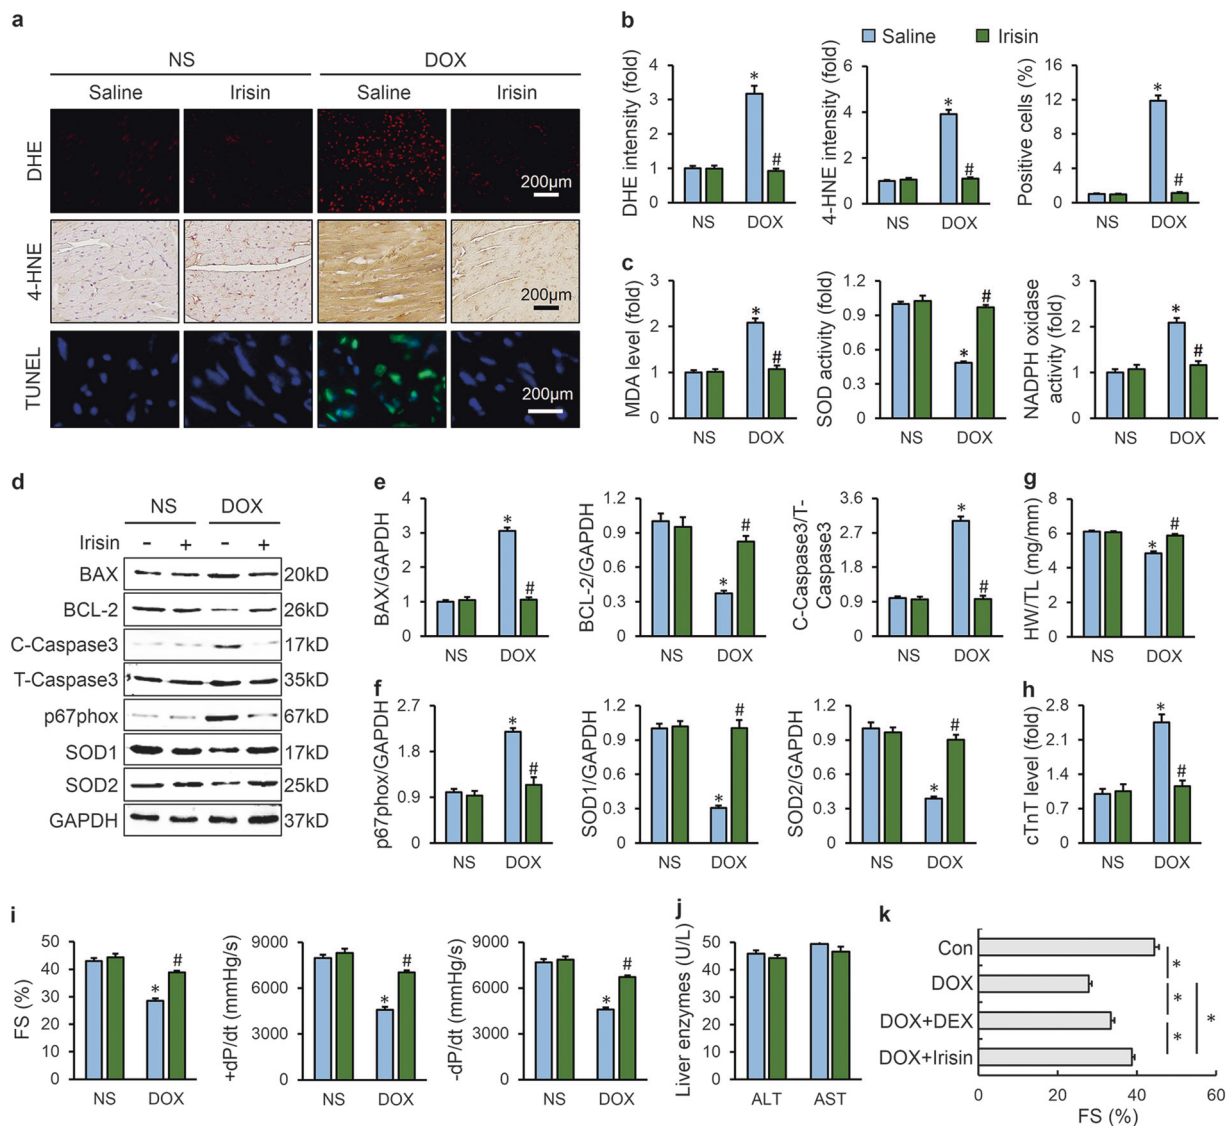 a
NS DOX
Saline Irisin Saline Irisin
DHE
200µm
4-HNE
200µm
TUNEL
200µm
b
Saline Irisin
DHE intensity (fold)
4
3
2
1
0
*
#
NS DOX
4-HNE intensity (fold)
6
4
2
0
*
#
NS DOX
Positive cells (%)
16
12
8
4
0
*
#
NS DOX
c
MDA level (fold)
3
2
1
0
*
#
NS DOX
SOD activity (fold)
1.2
0.9
0.6
0.3
0
*
#
NS DOX
NADPH oxidase
activity (fold)
3
2
1
0
*
#
NS DOX
d
NS DOX
Irisin - + - +
BAX 20kD
BCL-2 26kD
C-Caspase3 17kD
T-Caspase3 35kD
p67phox 67kD
SOD1 17kD
SOD2 25kD
GAPDH 37kD
e
BAX/GAPDH
4
3
2
1
0
*
#
NS DOX
BCL-2/GAPDH
1.2
0.9
0.6
0.3
0
*
#
NS DOX
C-Caspase3/T-
Caspase3
3.6
2.7
1.8
0.9
0
*
#
NS DOX
f
p67phox/GAPDH
2.7
1.8
0.9
0
*
#
NS DOX
SOD1/GAPDH
1.2
0.9
0.6
0.3
0
*
#
NS DOX
SOD2/GAPDH
1.2
0.9
0.6
0.3
0
*
#
NS DOX
g
HW/TL (mg/mm)
9
6
3
0
*
#
NS DOX
h
cTnT level (fold)
2.8
2.1
1.4
0.7
0
*
#
NS DOX
i
FS (%)
50
40
30
20
10
0
*
#
NS DOX
+dP/dt (mmHg/s)
9000
6000
3000
0
*
#
NS DOX
-dP/dt (mmHg/s)
9000
6000
3000
0
*
#
NS DOX
j
Liver enzymes (U/L)
50
40
30
20
10
0
ALT AST
k
Con
DOX
DOX+DEX
DOX+Irisin
*
*
*
*
0 20 40 60
FS (%)